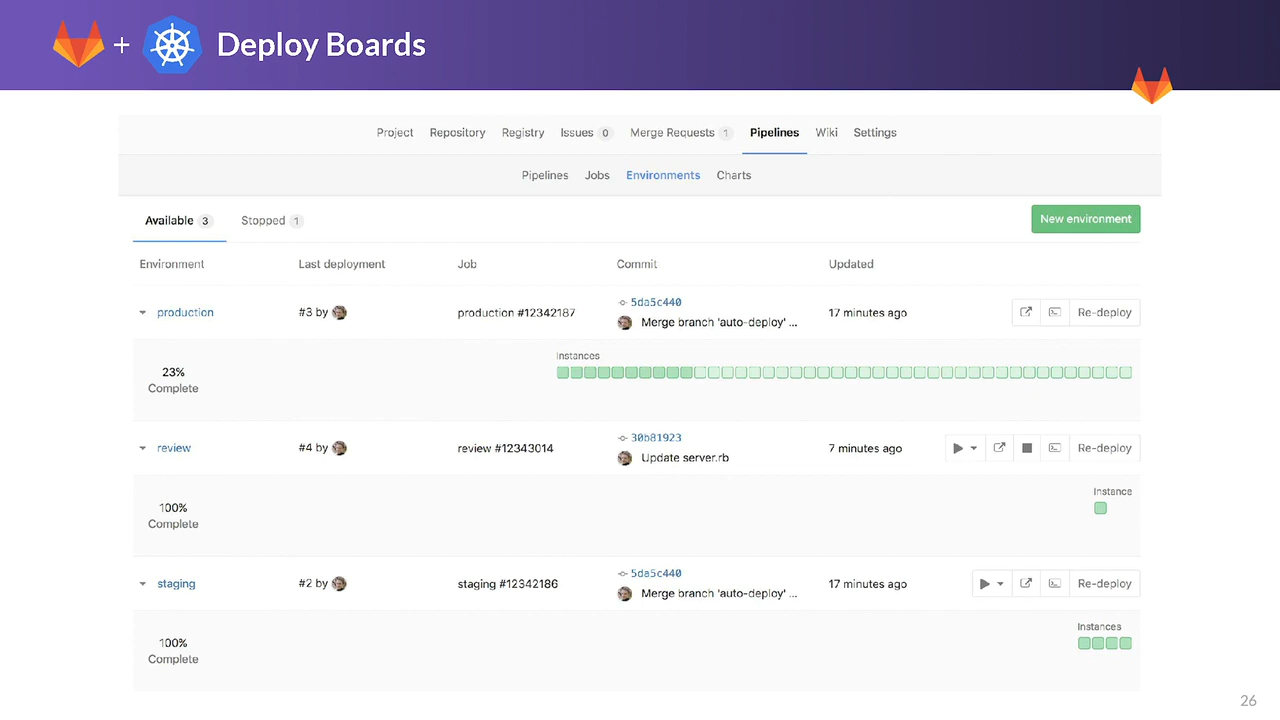 + Deploy Boards
Project Repository Registry Issues 0 Merge Requests 1 Pipelines Wiki Settings
Pipelines Jobs Environments Charts
Available 3 Stopped 1 New environment
Environment Last deployment Job Commit Updated
production #3 by production #12342187 5da5c440 17 minutes ago Re-deploy
Merge branch 'auto-deploy' ...
Instances
23%
Complete
review #4 by review #12343014 30b81923 7 minutes ago Re-deploy
Update server.rb
Instance
100%
Complete
staging #2 by staging #12342186 5da5c440 17 minutes ago Re-deploy
Merge branch 'auto-deploy' ...
Instances
100%
Complete
26